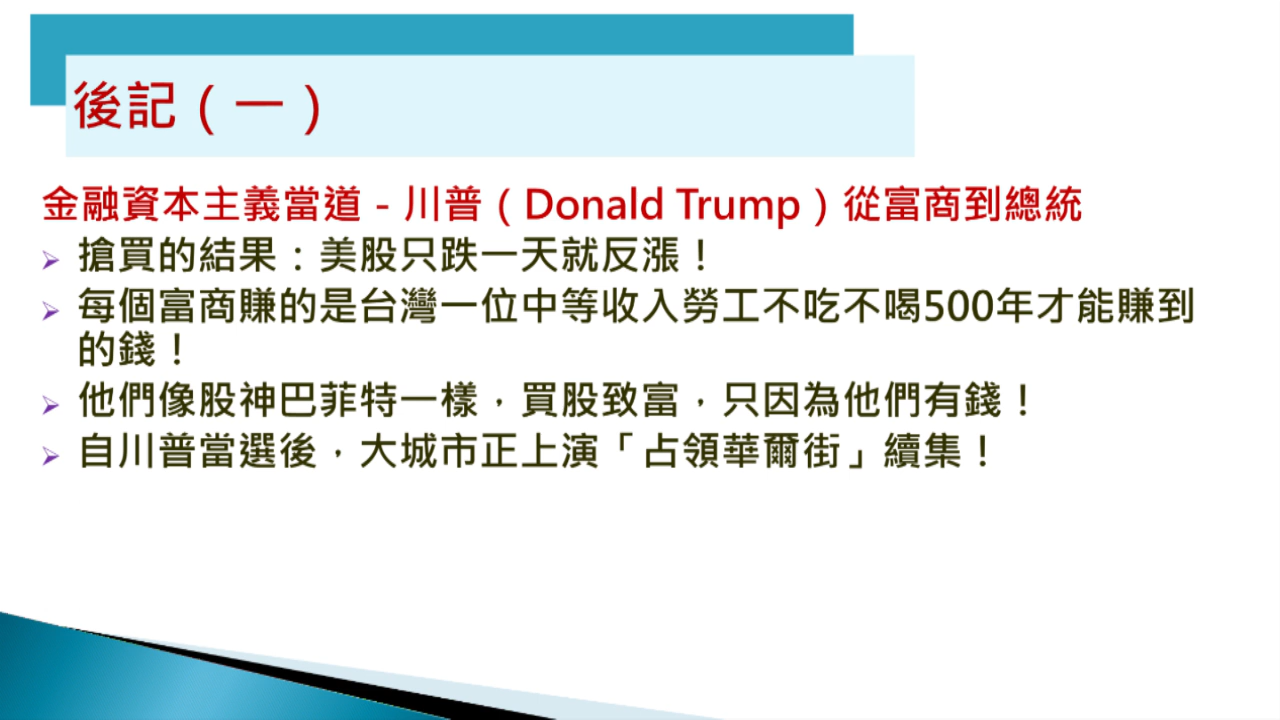 後記（一）
金融資本主義當道－川普（Donald Trump）從富商到總統
搶買的結果：美股只跌一天就反漲！
每個富商賺的是台灣一位中等收入勞工不吃不喝500年才能賺到
的錢！
他們像股神巴菲特一樣，買股致富，只因為他們有錢！
自川普當選後，大城市正上演「占領華爾街」續集！